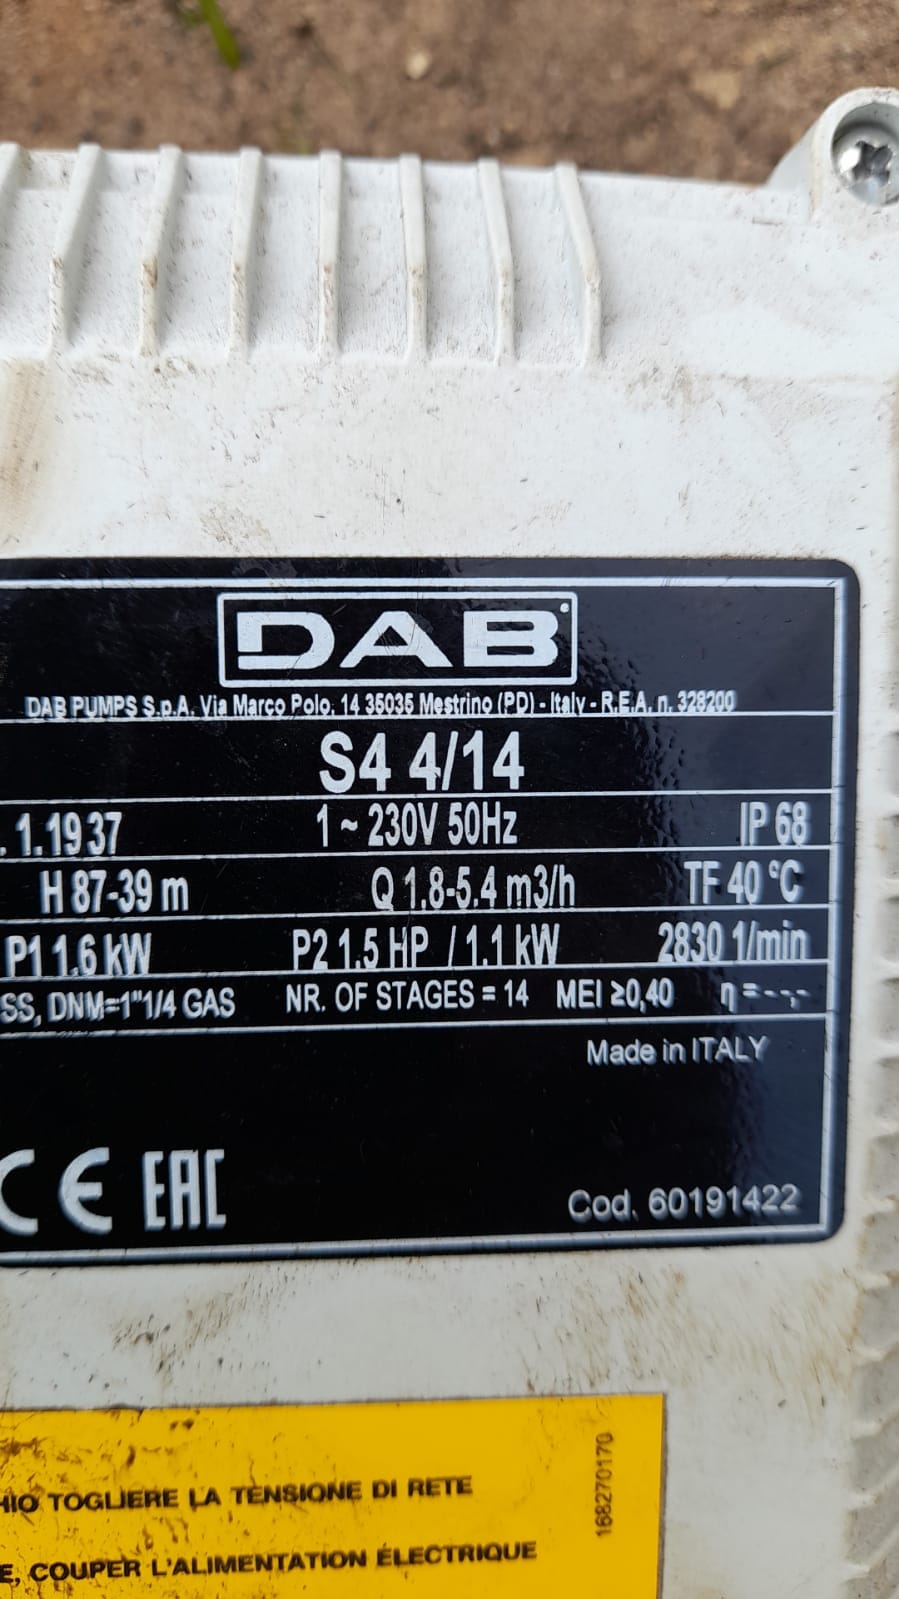 DAB
DAB PUMPS S.p.A. Via Marco Polo, 14 35035 Mestrino (PD) - Italy - R.E.A. n. 328200
S4 4/14
. 1.1937 1 ~ 230V 50Hz IP 68
H 87-39 m Q 1,8-5.4 m3/h TF 40 °C
P1 1.6 kW P2 1.5 HP / 1.1 kW 2830 1/min
SS, DNM=1"1/4 GAS NR. OF STAGES = 14 MEI ≥0,40 η = - -,-
Made in ITALY
CE EAC
Cod. 60191422
168270170
HIO TOGLIERE LA TENSIONE DI RETE
E, COUPER L'ALIMENTATION ÉLECTRIQUE